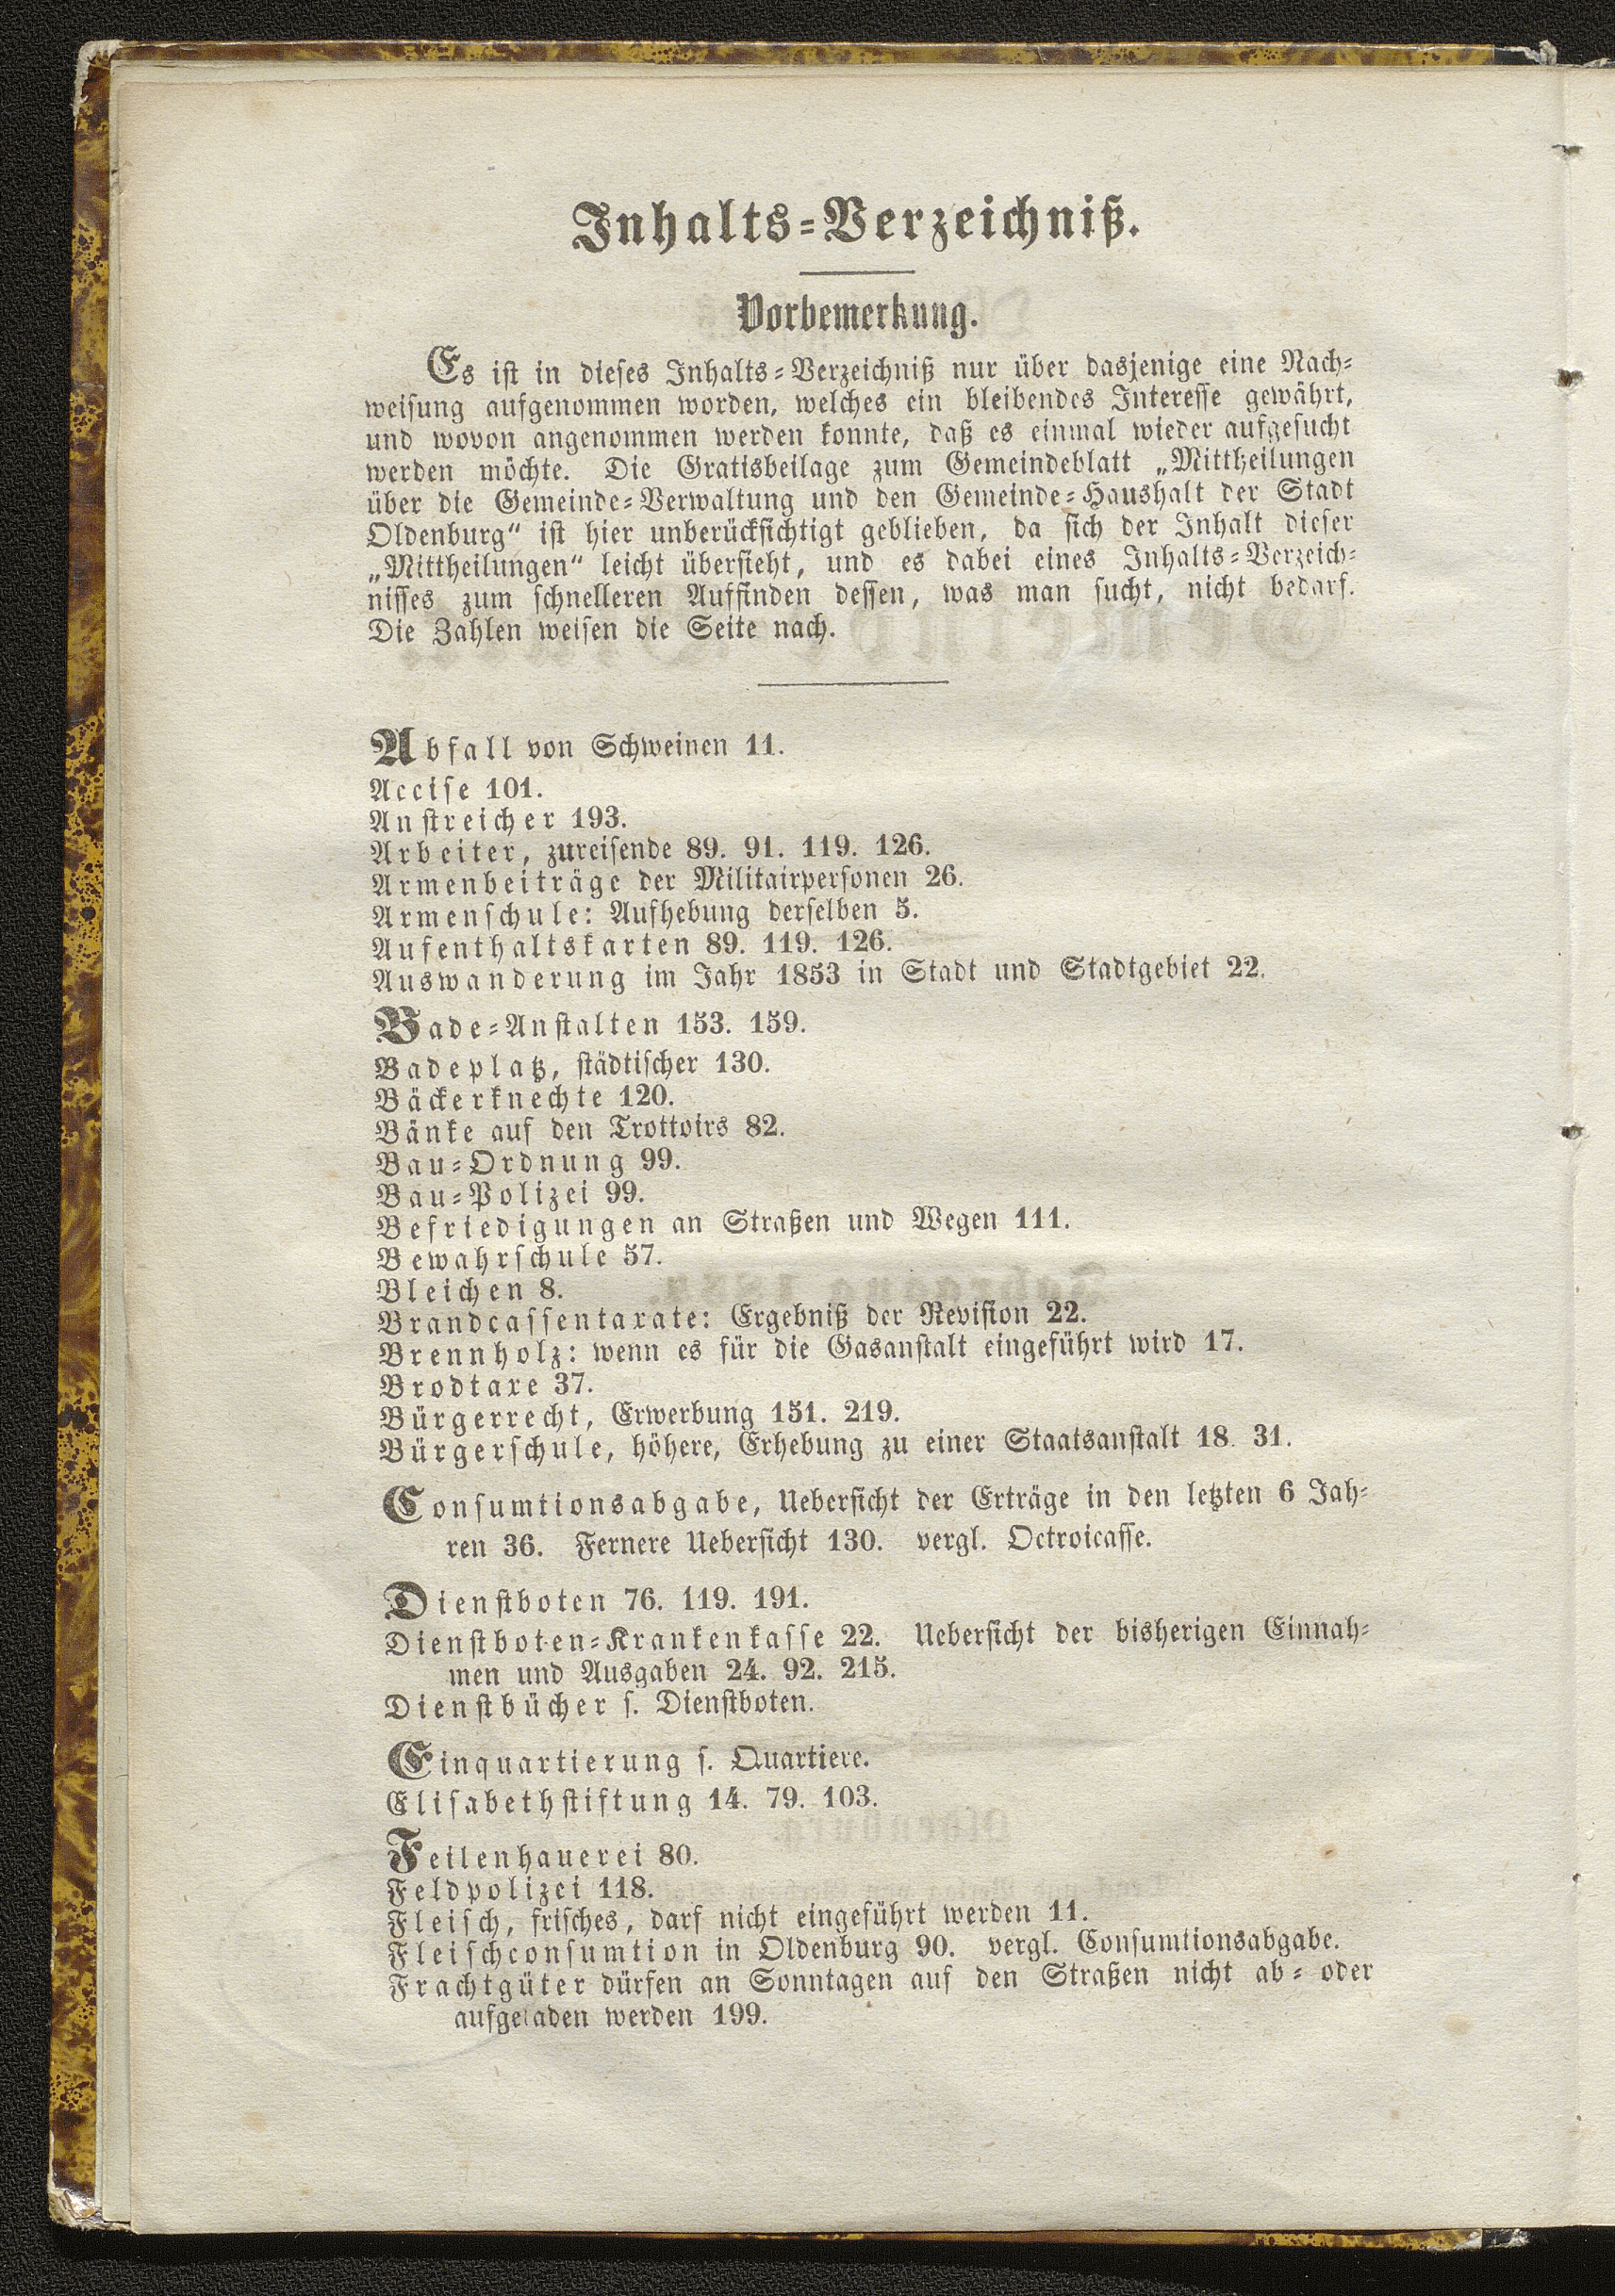 Inhalts-Verzeichniß.
Vorbemerkung.
Es ist in dieses Inhalts-Verzeichniß nur über dasjenige eine Nach-
weisung aufgenommen worden, welches ein bleibendes Interesse gewährt,
und wovon angenommen werden konnte, daß es einmal wieder aufgesucht
werden möchte. Die Gratisbeilage zum Gemeindeblatt „Mittheilungen
über die Gemeinde-Verwaltung und den Gemeinde-Haushalt der Stadt
Oldenburg“ ist hier unberücksichtigt geblieben, da sich der Inhalt dieser
„Mittheilungen“ leicht übersieht, und es dabei eines Inhalts-Verzeich-
nisses zum schnelleren Auffinden dessen, was man sucht, nicht bedarf.
Die Zahlen weisen die Seite nach.
Abfall von Schweinen 11.
Accise 101.
Anstreicher 193.
Arbeiter, zureisende 89. 91. 119. 126.
Armenbeiträge der Militairpersonen 26.
Armenschule: Aufhebung derselben 5.
Aufenthaltskarten 89. 119. 126.
Auswanderung im Jahr 1853 in Stadt und Stadtgebiet 22.
Bade-Anstalten 153. 159.
Badeplatz, städtischer 130.
Bäckerknechte 120.
Bänke auf den Trottoirs 82.
Bau-Ordnung 99.
Bau-Polizei 99.
Befriedigungen an Straßen und Wegen 111.
Bewahrschule 57.
Bleichen 8.
Brandcassentaxate: Ergebniß der Revision 22.
Brennholz: wenn es für die Gasanstalt eingeführt wird 17.
Brodtaxe 37.
Bürgerrecht, Erwerbung 151. 219.
Bürgerschule, höhere, Erhebung zu einer Staatsanstalt 18. 31.
Consumtionsabgabe, Uebersicht der Erträge in den letzten 6 Jah-
ren 36. Fernere Uebersicht 130. vergl. Octroicasse.
Dienstboten 76. 119. 191.
Dienstboten-Krankenkasse 22. Uebersicht der bisherigen Einnah-
men und Ausgaben 24. 92. 215.
Dienstbücher s. Dienstboten.
Einquartierung s. Quartiere.
Elisabethstiftung 14. 79. 103.
Feilenhauerei 80.
Feldpolizei 118.
Fleisch, frisches, darf nicht eingeführt werden 11.
Fleischconsumtion in Oldenburg 90. vergl. Consumtionsabgabe.
Frachtgüter dürfen an Sonntagen auf den Straßen nicht ab- oder
aufgeladen werden 199.